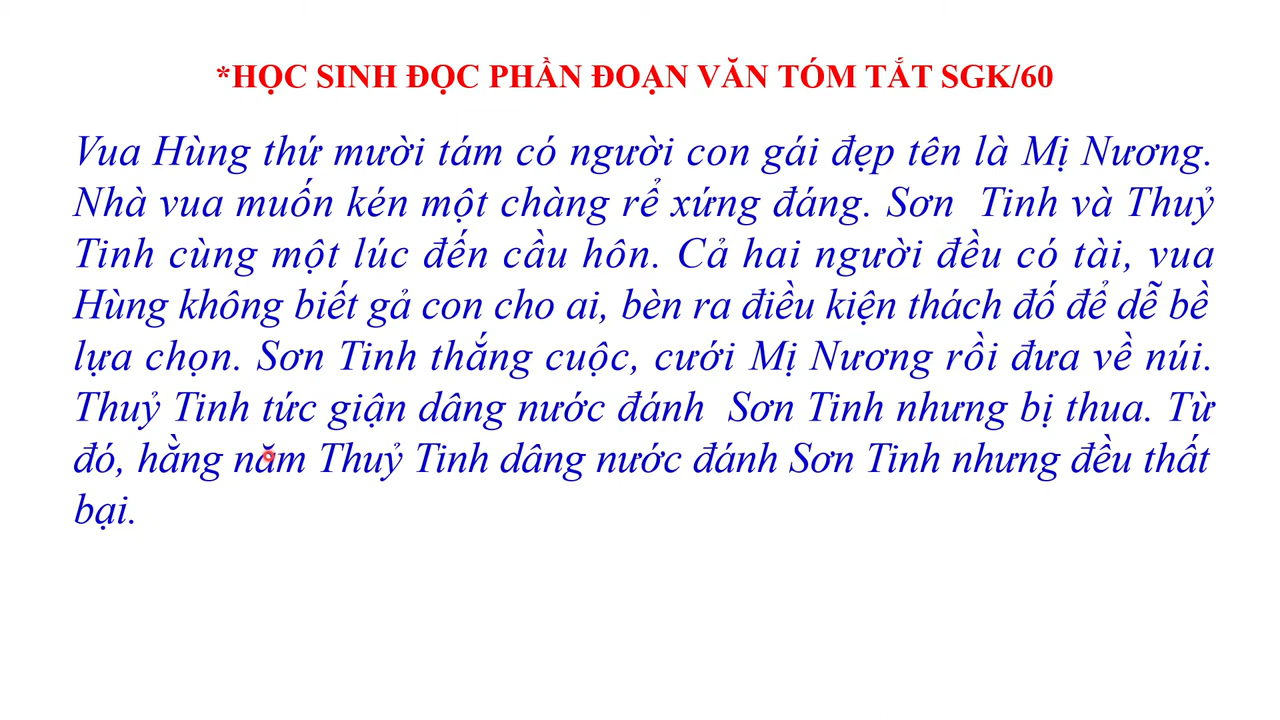 *HỌC SINH ĐỌC PHẦN ĐOẠN VĂN TÓM TẮT SGK/60
Vua Hùng thứ mười tám có người con gái đẹp tên là Mị Nương.
Nhà vua muốn kén một chàng rể xứng đáng. Sơn Tinh và Thuỷ
Tinh cùng một lúc đến cầu hôn. Cả hai người đều có tài, vua
Hùng không biết gả con cho ai, bèn ra điều kiện thách đố để dễ bề
lựa chọn. Sơn Tinh thắng cuộc, cưới Mị Nương rồi đưa về núi.
Thuỷ Tinh tức giận dâng nước đánh Sơn Tinh nhưng bị thua. Từ
đó, hằng năm Thuỷ Tinh dâng nước đánh Sơn Tinh nhưng đều thất
bại.